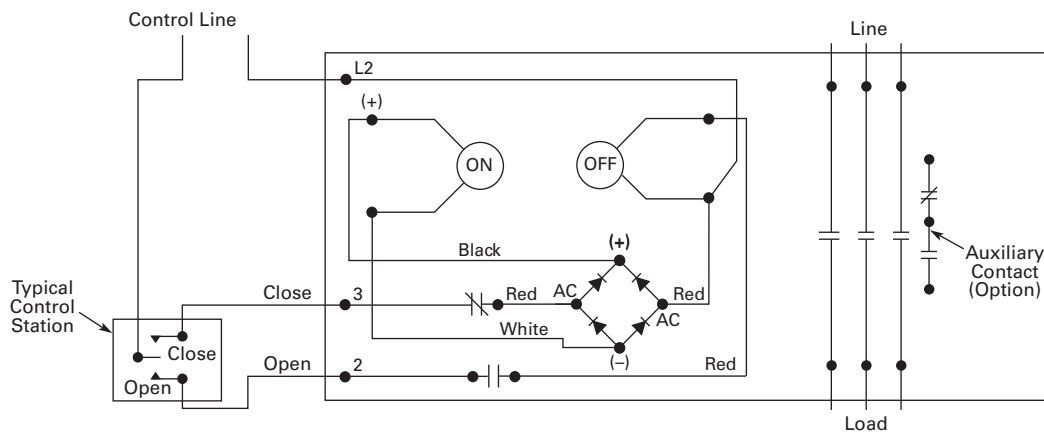 Control Line
Line
L2
(+)
ON
OFF
Black
(+)
Auxiliary
Contact
(Option)
Typical
Control
Station
Close
3
Red
AC
Red
AC
White
Close
(−)
Open
Open
2
Red
Load